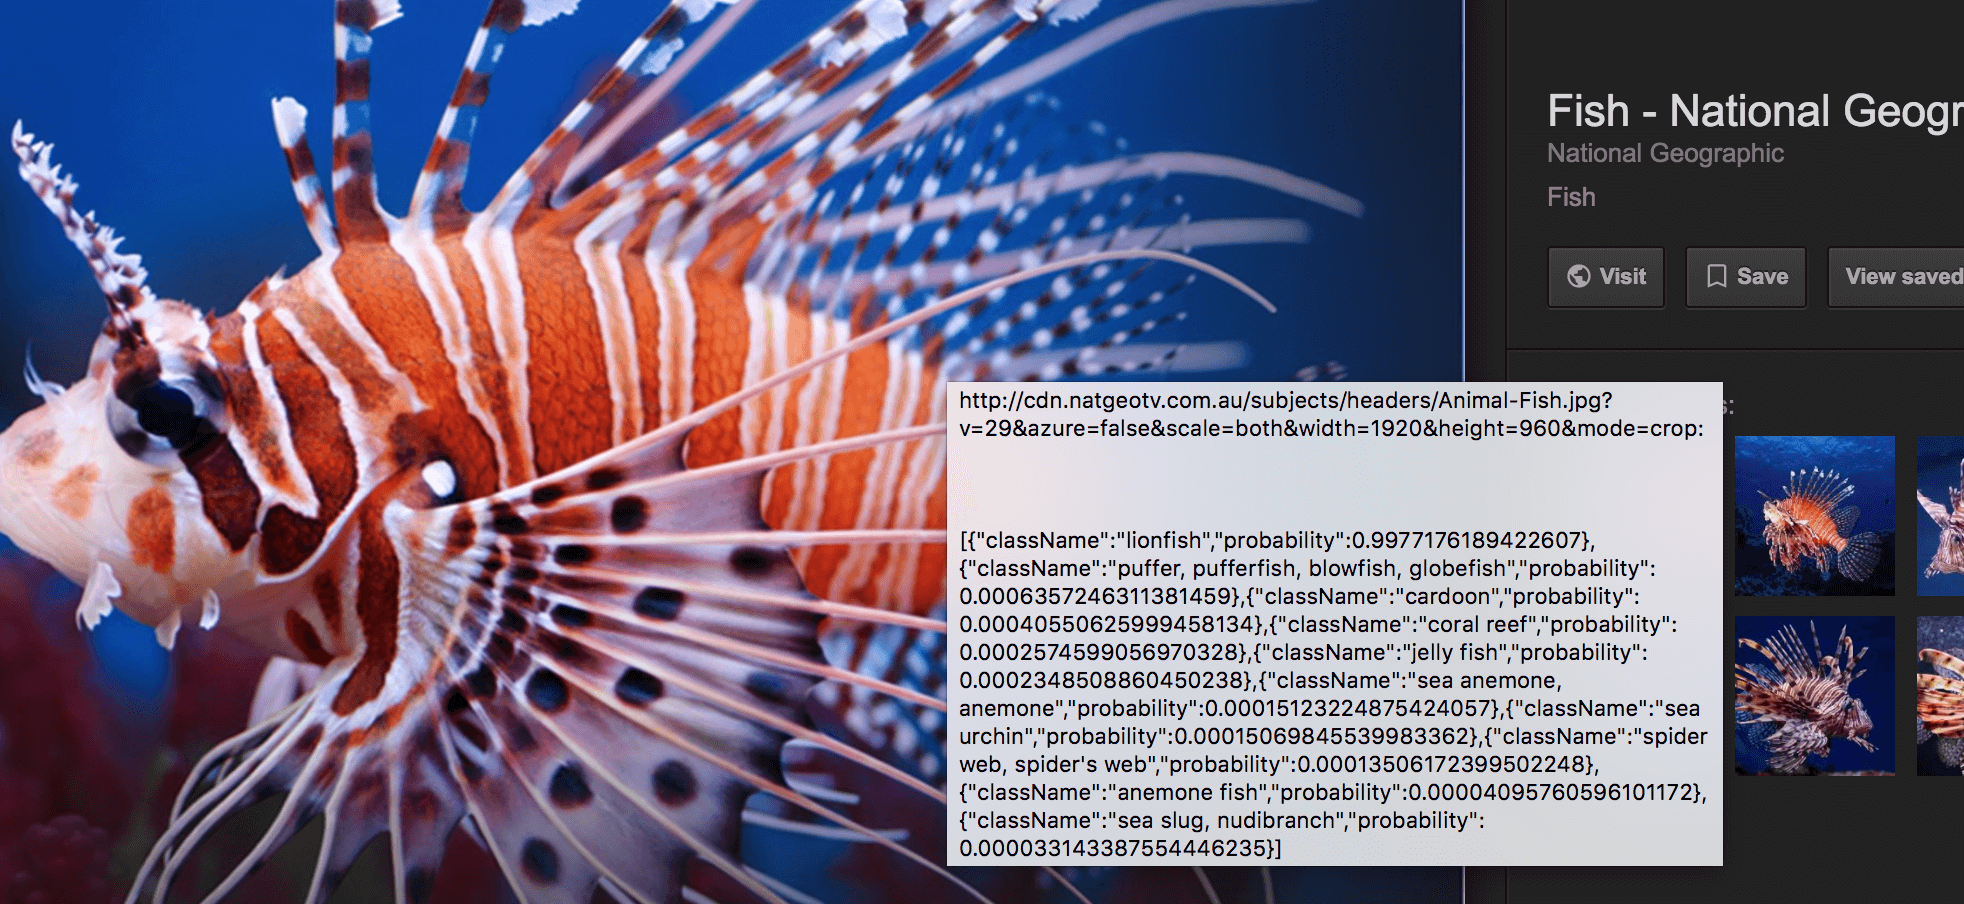 Fish - National Geogr
National Geographic
Fish
Visit
Save
View saved
s:
http://cdn.natgeotv.com.au/subjects/headers/Animal-Fish.jpg?
v=29&azure=false&scale=both&width=1920&height=960&mode=crop:
[{"className":"lionfish","probability":0.9977176189422607},
{"className":"puffer, pufferfish, blowfish, globefish","probability":
0.0006357246311381459},{"className":"cardoon","probability":
0.00040550625999458134},{"className":"coral reef","probability":
0.0002574599056970328},{"className":"jelly fish","probability":
0.00023485088604502​38},{"className":"sea anemone,
anemone","probability":0.00015123224875424057},{"className":"sea
urchin","probability":0.00015069845539983362},{"className":"spider
web, spider's web","probability":0.00013506172399502248},
{"className":"anemone fish","probability":0.00004095760596101172},
{"className":"sea slug, nudibranch","probability":
0.000033143387554446235}]